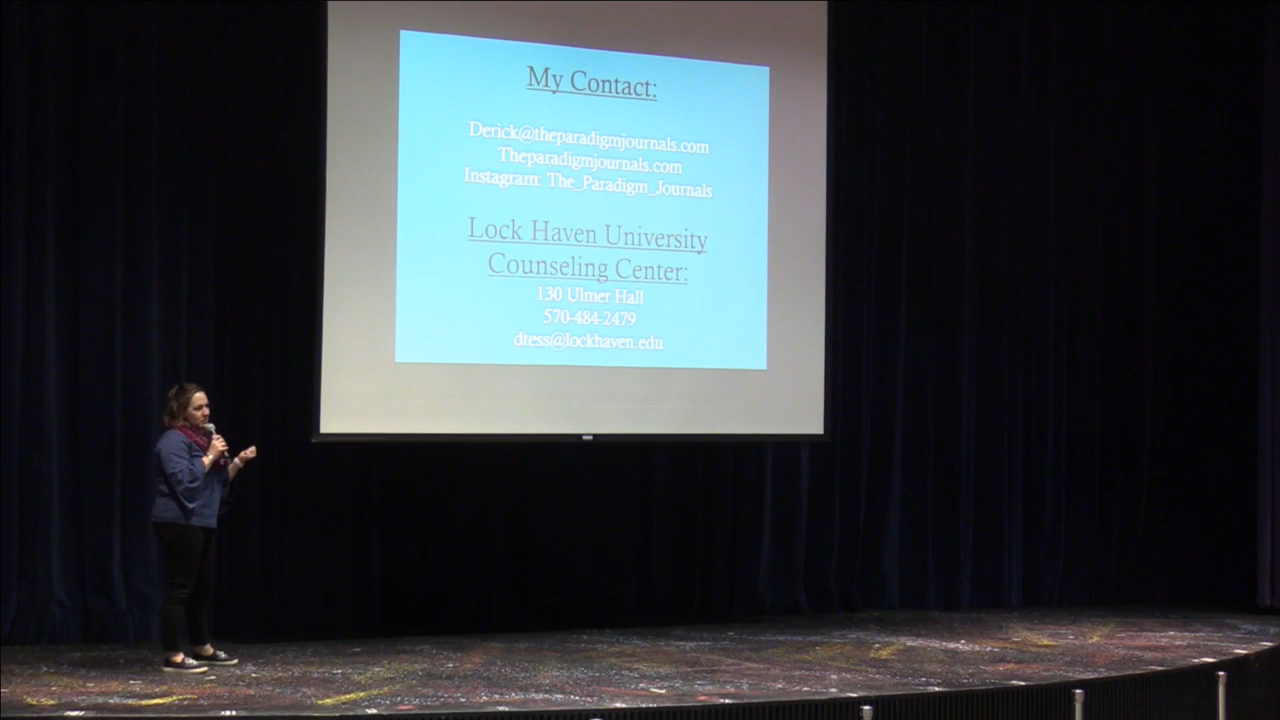 My Contact:
Derick@theparadigmjournals.com
Theparadigmjournals.com
Instagram: The_Paradigm_Journals
Lock Haven University
Counseling Center:
130 Ulmer Hall
570-484-2479
dtess@lockhaven.edu